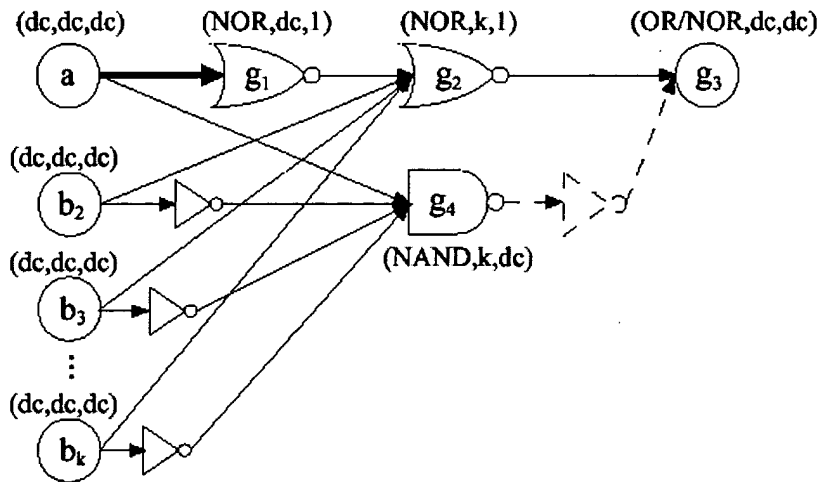 (dc,dc,dc) (NOR,dc,1) (NOR,k,1) (OR/NOR,dc,dc)
a g₁ g₂ g₃
(dc,dc,dc)
b₂ g₄
(NAND,k,dc)
(dc,dc,dc)
b₃
⋮
(dc,dc,dc)
bₖ